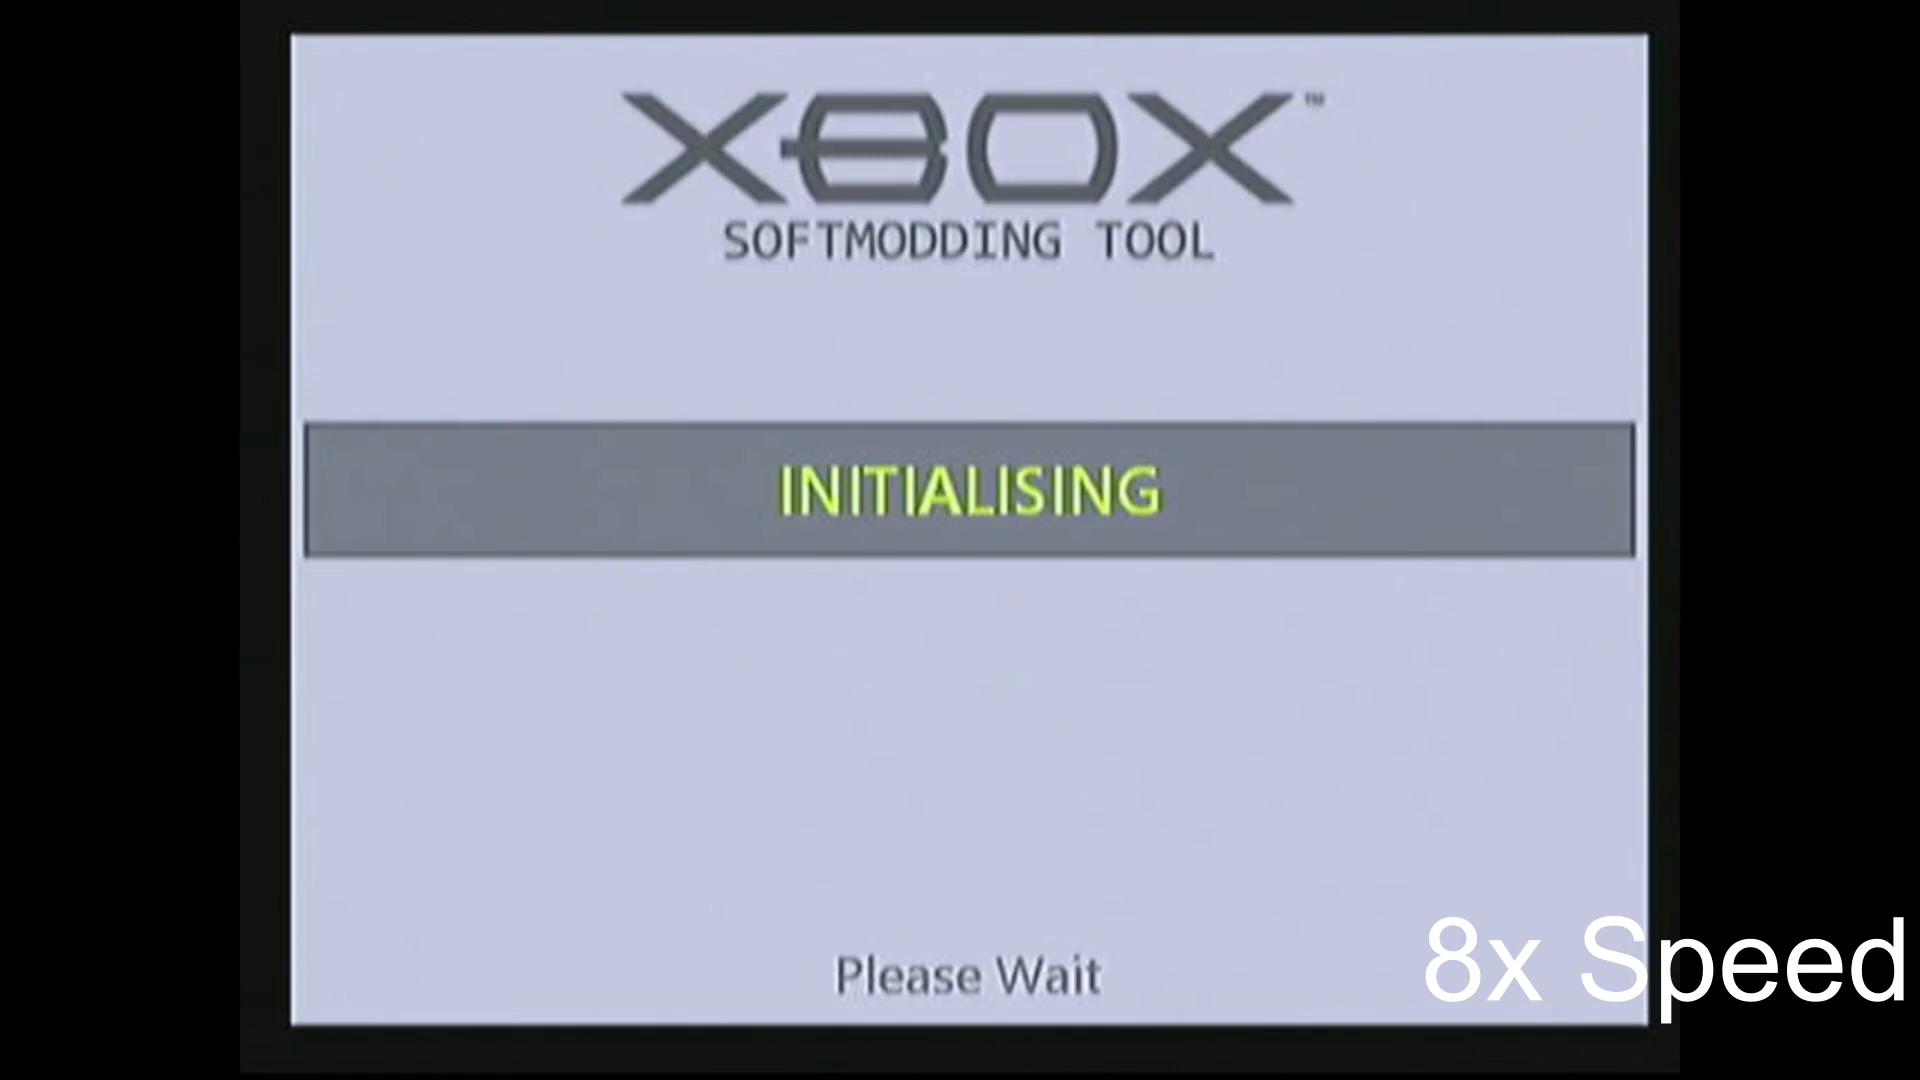 XBOX™
SOFTMODDING TOOL
INITIALISING
Please Wait
8x Speed